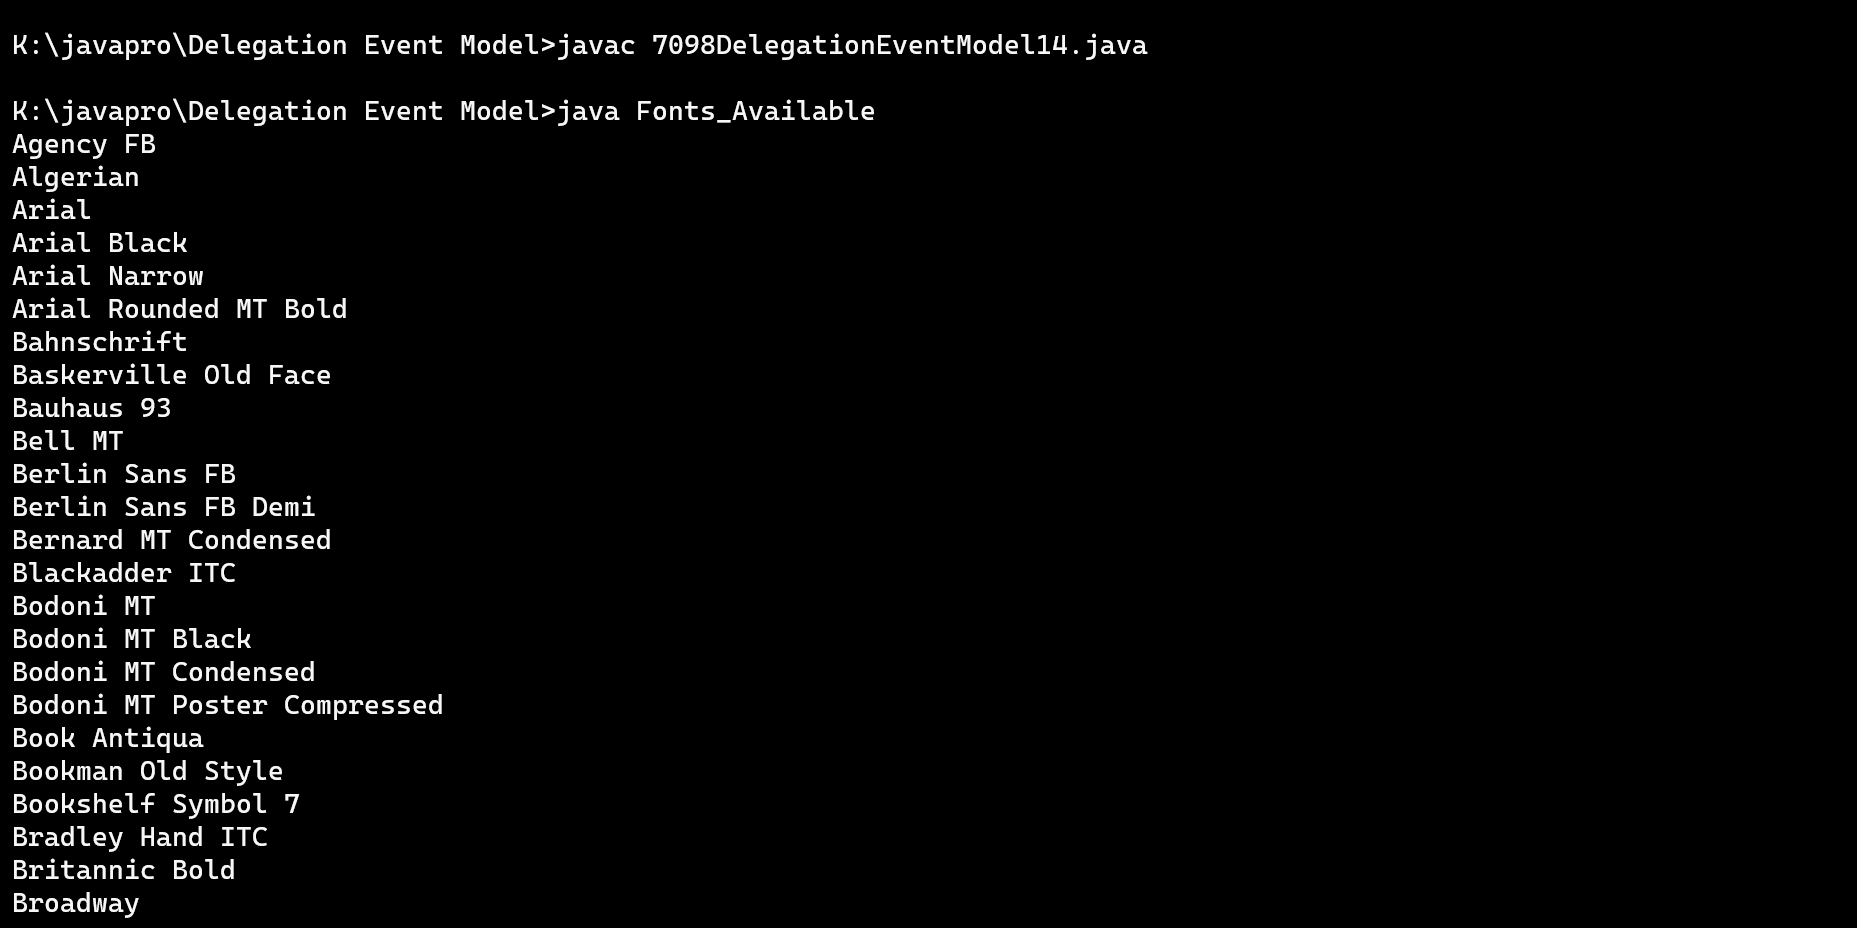 K:\javapro\Delegation Event Model>javac 7098DelegationEventModel14.java
K:\javapro\Delegation Event Model>java Fonts_Available
Agency FB
Algerian
Arial
Arial Black
Arial Narrow
Arial Rounded MT Bold
Bahnschrift
Baskerville Old Face
Bauhaus 93
Bell MT
Berlin Sans FB
Berlin Sans FB Demi
Bernard MT Condensed
Blackadder ITC
Bodoni MT
Bodoni MT Black
Bodoni MT Condensed
Bodoni MT Poster Compressed
Book Antiqua
Bookman Old Style
Bookshelf Symbol 7
Bradley Hand ITC
Britannic Bold
Broadway